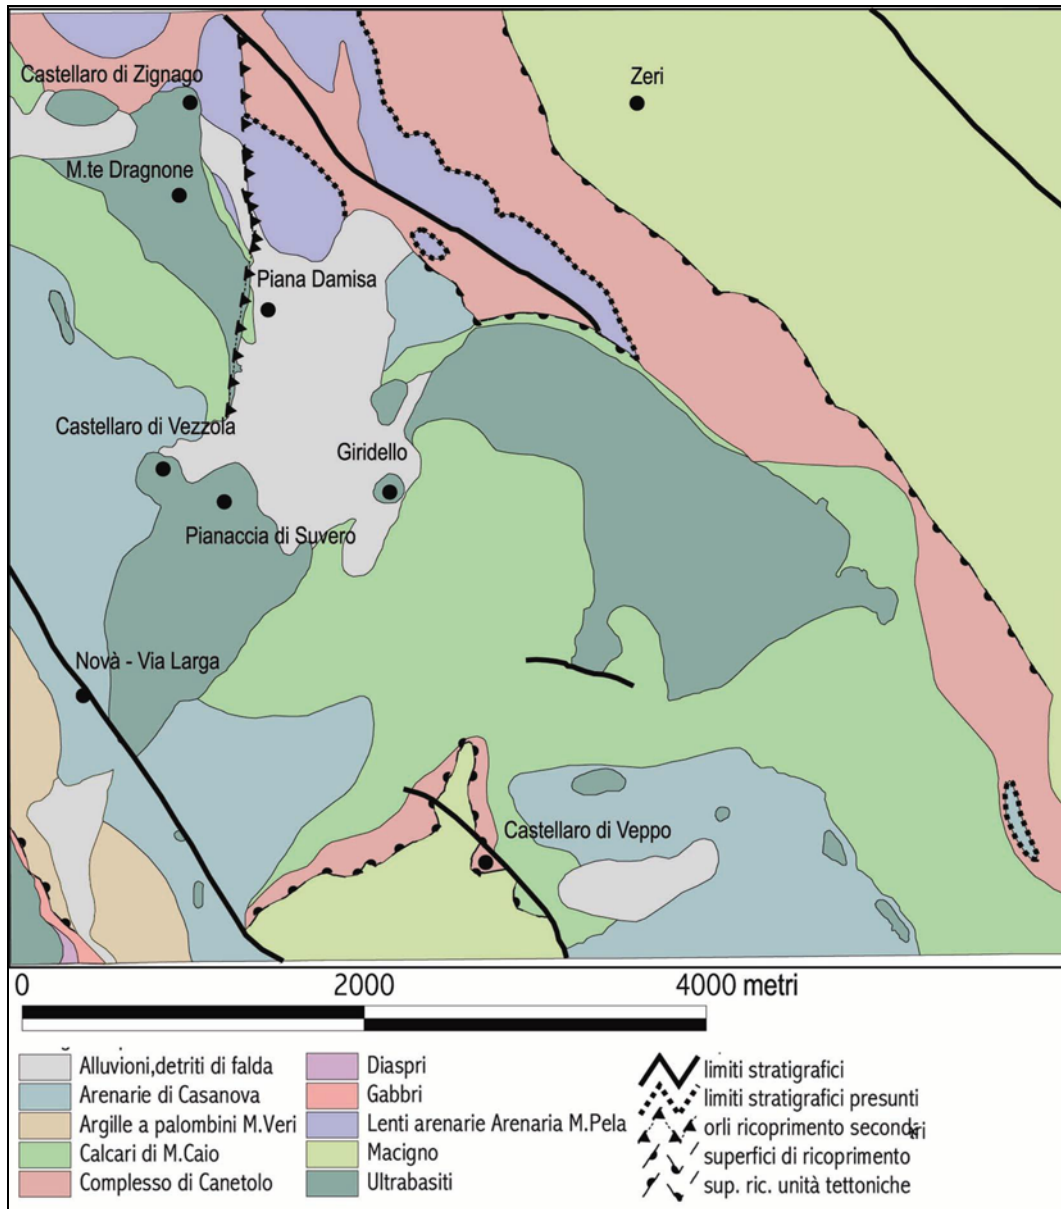 Castellaro di Zignago
Zeri
M.te Dragnone
Piana Damisa
Castellaro di Vezzola
Giridello
Pianaccia di Suvero
Novà - Via Larga
Castellaro di Veppo
0 2000 4000 metri
Alluvioni,detriti di falda
Arenarie di Casanova
Argille a palombini M.Veri
Calcari di M.Caio
Complesso di Canetolo
Diaspri
Gabbri
Lenti arenarie Arenaria M.Pela
Macigno
Ultrabasiti
limiti stratigrafici
limiti stratigrafici presunti
orli ricoprimento secondari
superfici di ricoprimento
sup. ric. unità tettoniche